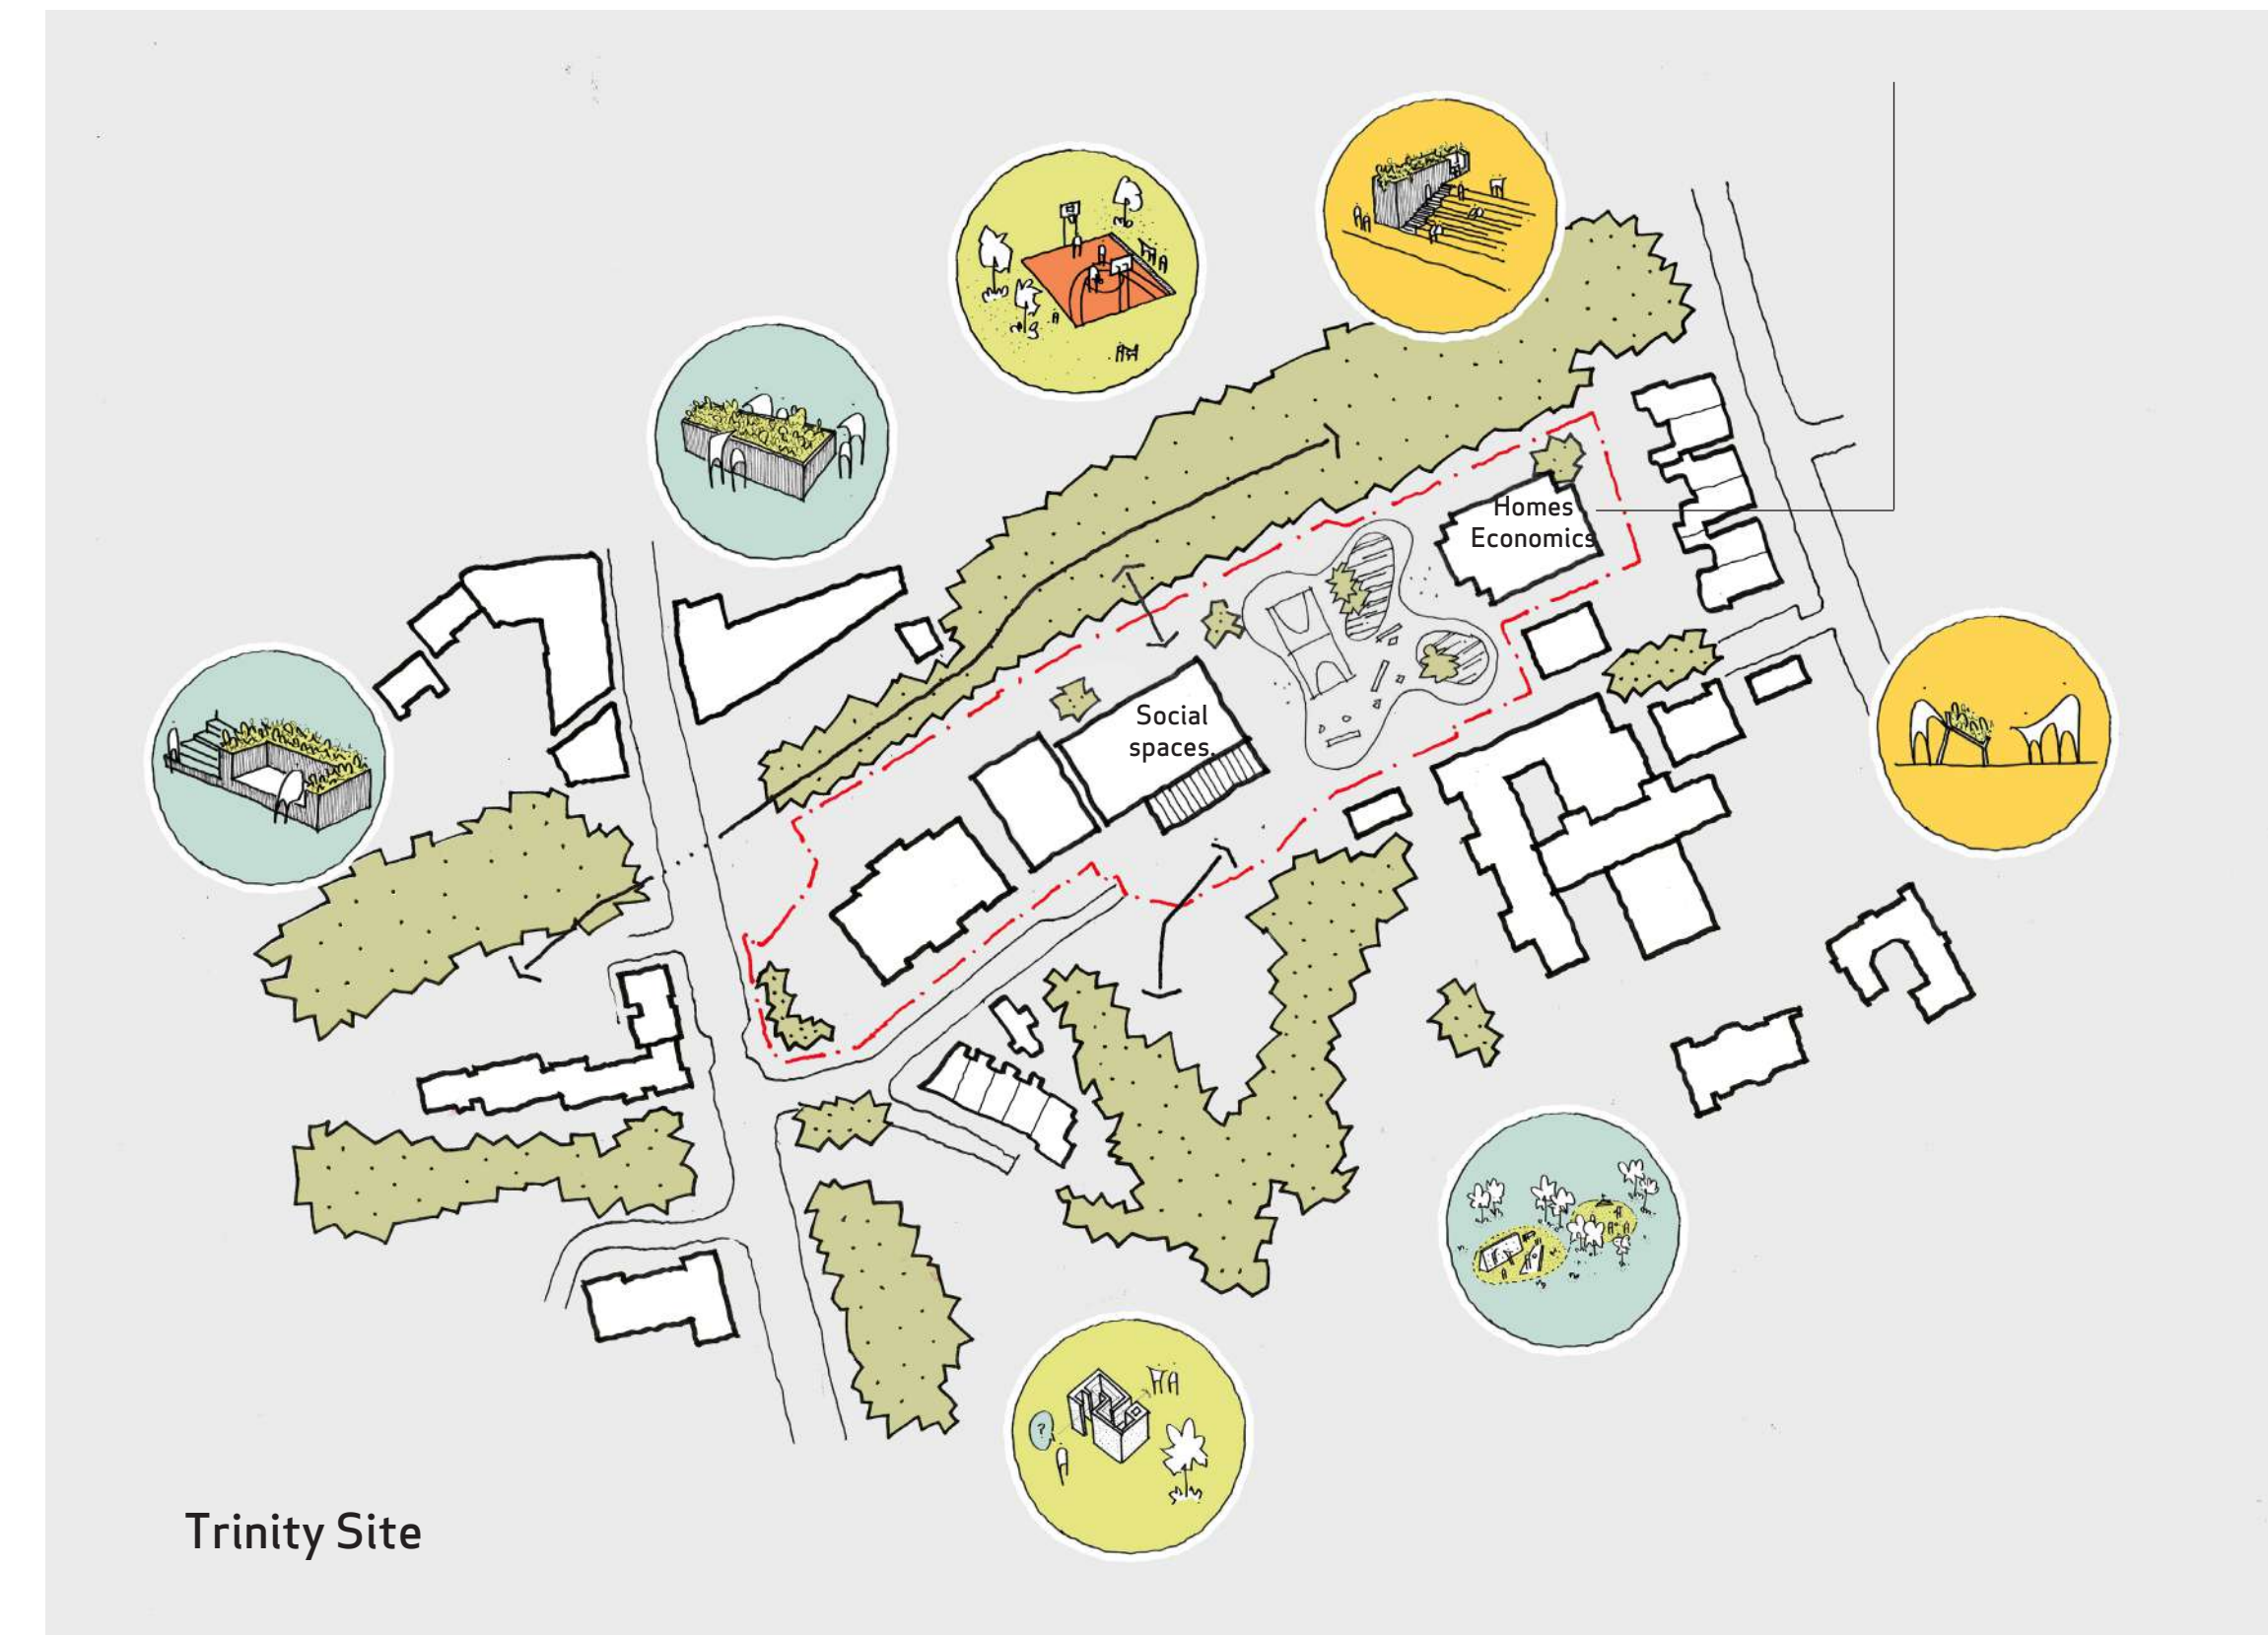 Homes
Economics
Social
spaces.
?
Trinity Site